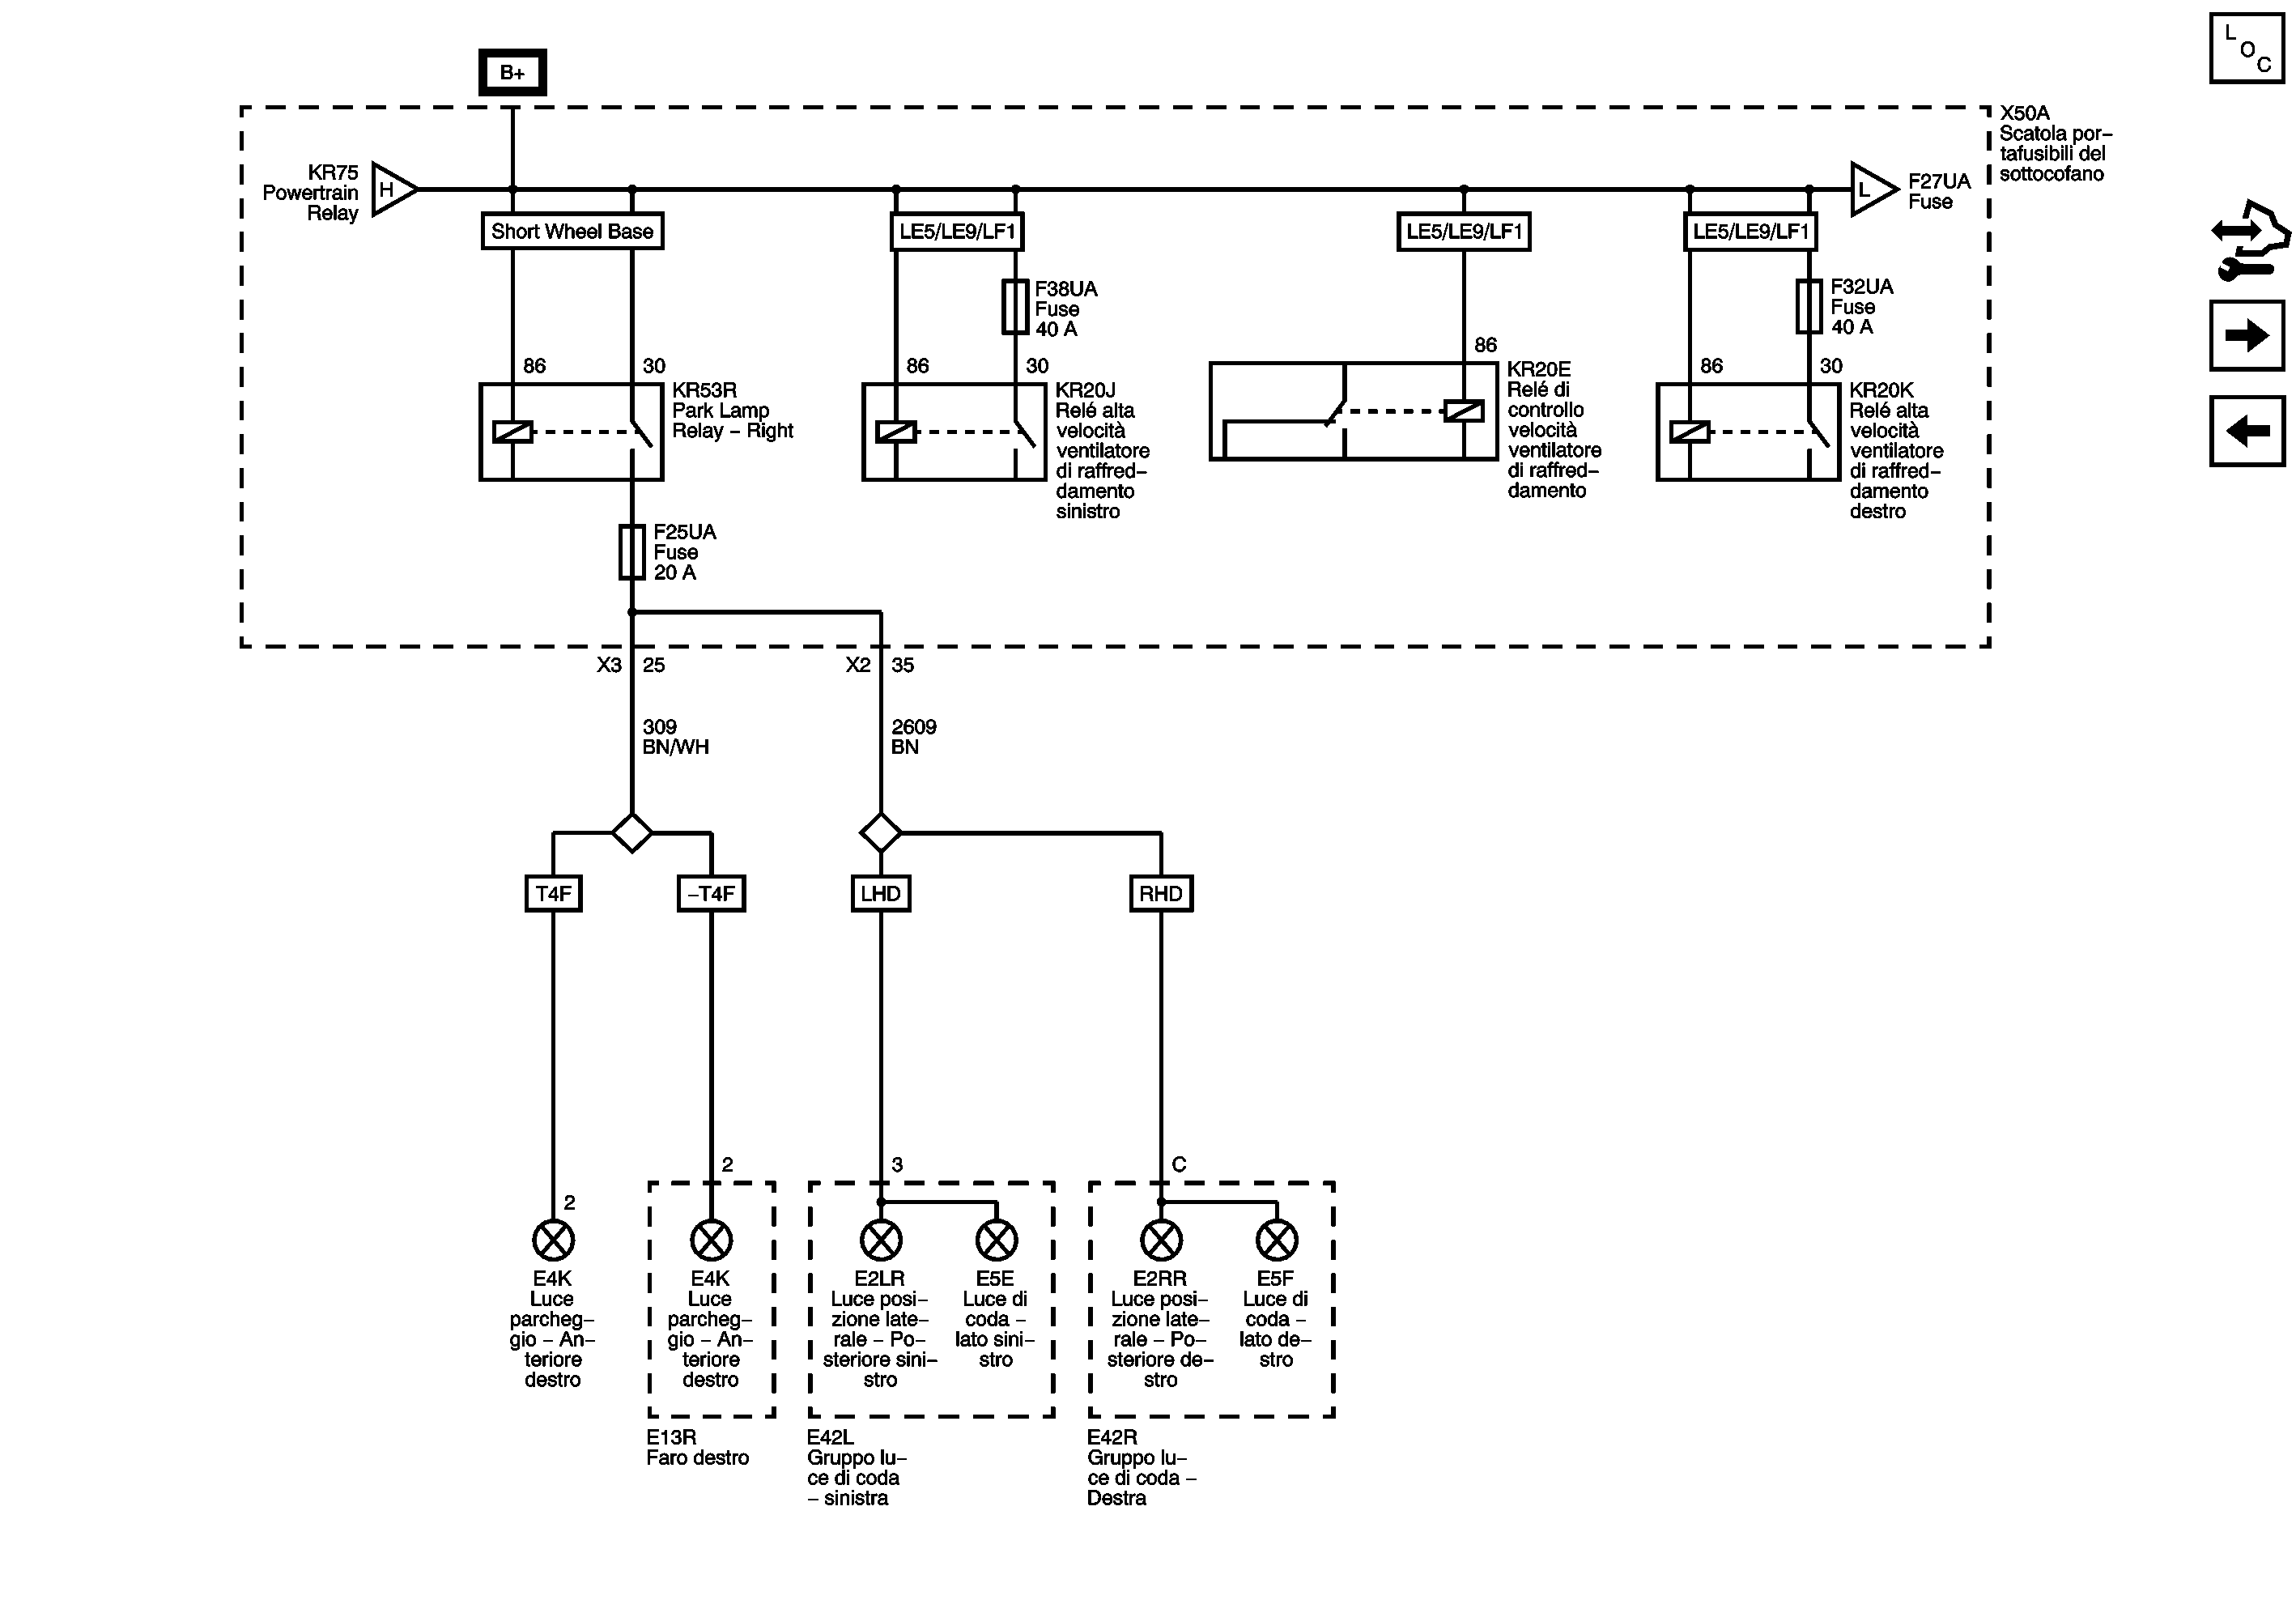 L
O
C
B+
X50A
Scatola por–
tafusibili del
sottocofano
KR75
Powertrain
Relay
H
L
F27UA
Fuse
Short Wheel Base
LE5/LE9/LF1
LE5/LE9/LF1
LE5/LE9/LF1
F38UA
Fuse
40 A
F32UA
Fuse
40 A
86
30
KR53R
Park Lamp
Relay – Right
86
30
KR20J
Relé alta
velocità
ventilatore
di raffred–
damento
sinistro
86
KR20E
Relé di
controllo
velocità
ventilatore
di raffred–
damento
86
30
KR20K
Relé alta
velocità
ventilatore
di raffred–
damento
destro
F25UA
Fuse
20 A
X3
25
X2
35
309
BN/WH
2609
BN
T4F
–T4F
LHD
RHD
2
2
3
C
E4K
Luce
parcheg–
gio – An–
teriore
destro
E4K
Luce
parcheg–
gio – An–
teriore
destro
E2LR
Luce posi–
zione late–
rale – Po–
steriore sini–
stro
E5E
Luce di
coda –
lato sini–
stro
E2RR
Luce posi–
zione late–
rale – Po–
steriore de–
stro
E5F
Luce di
coda –
lato de–
stro
E13R
Faro destro
E42L
Gruppo lu–
ce di coda
– sinistra
E42R
Gruppo lu–
ce di coda –
Destra